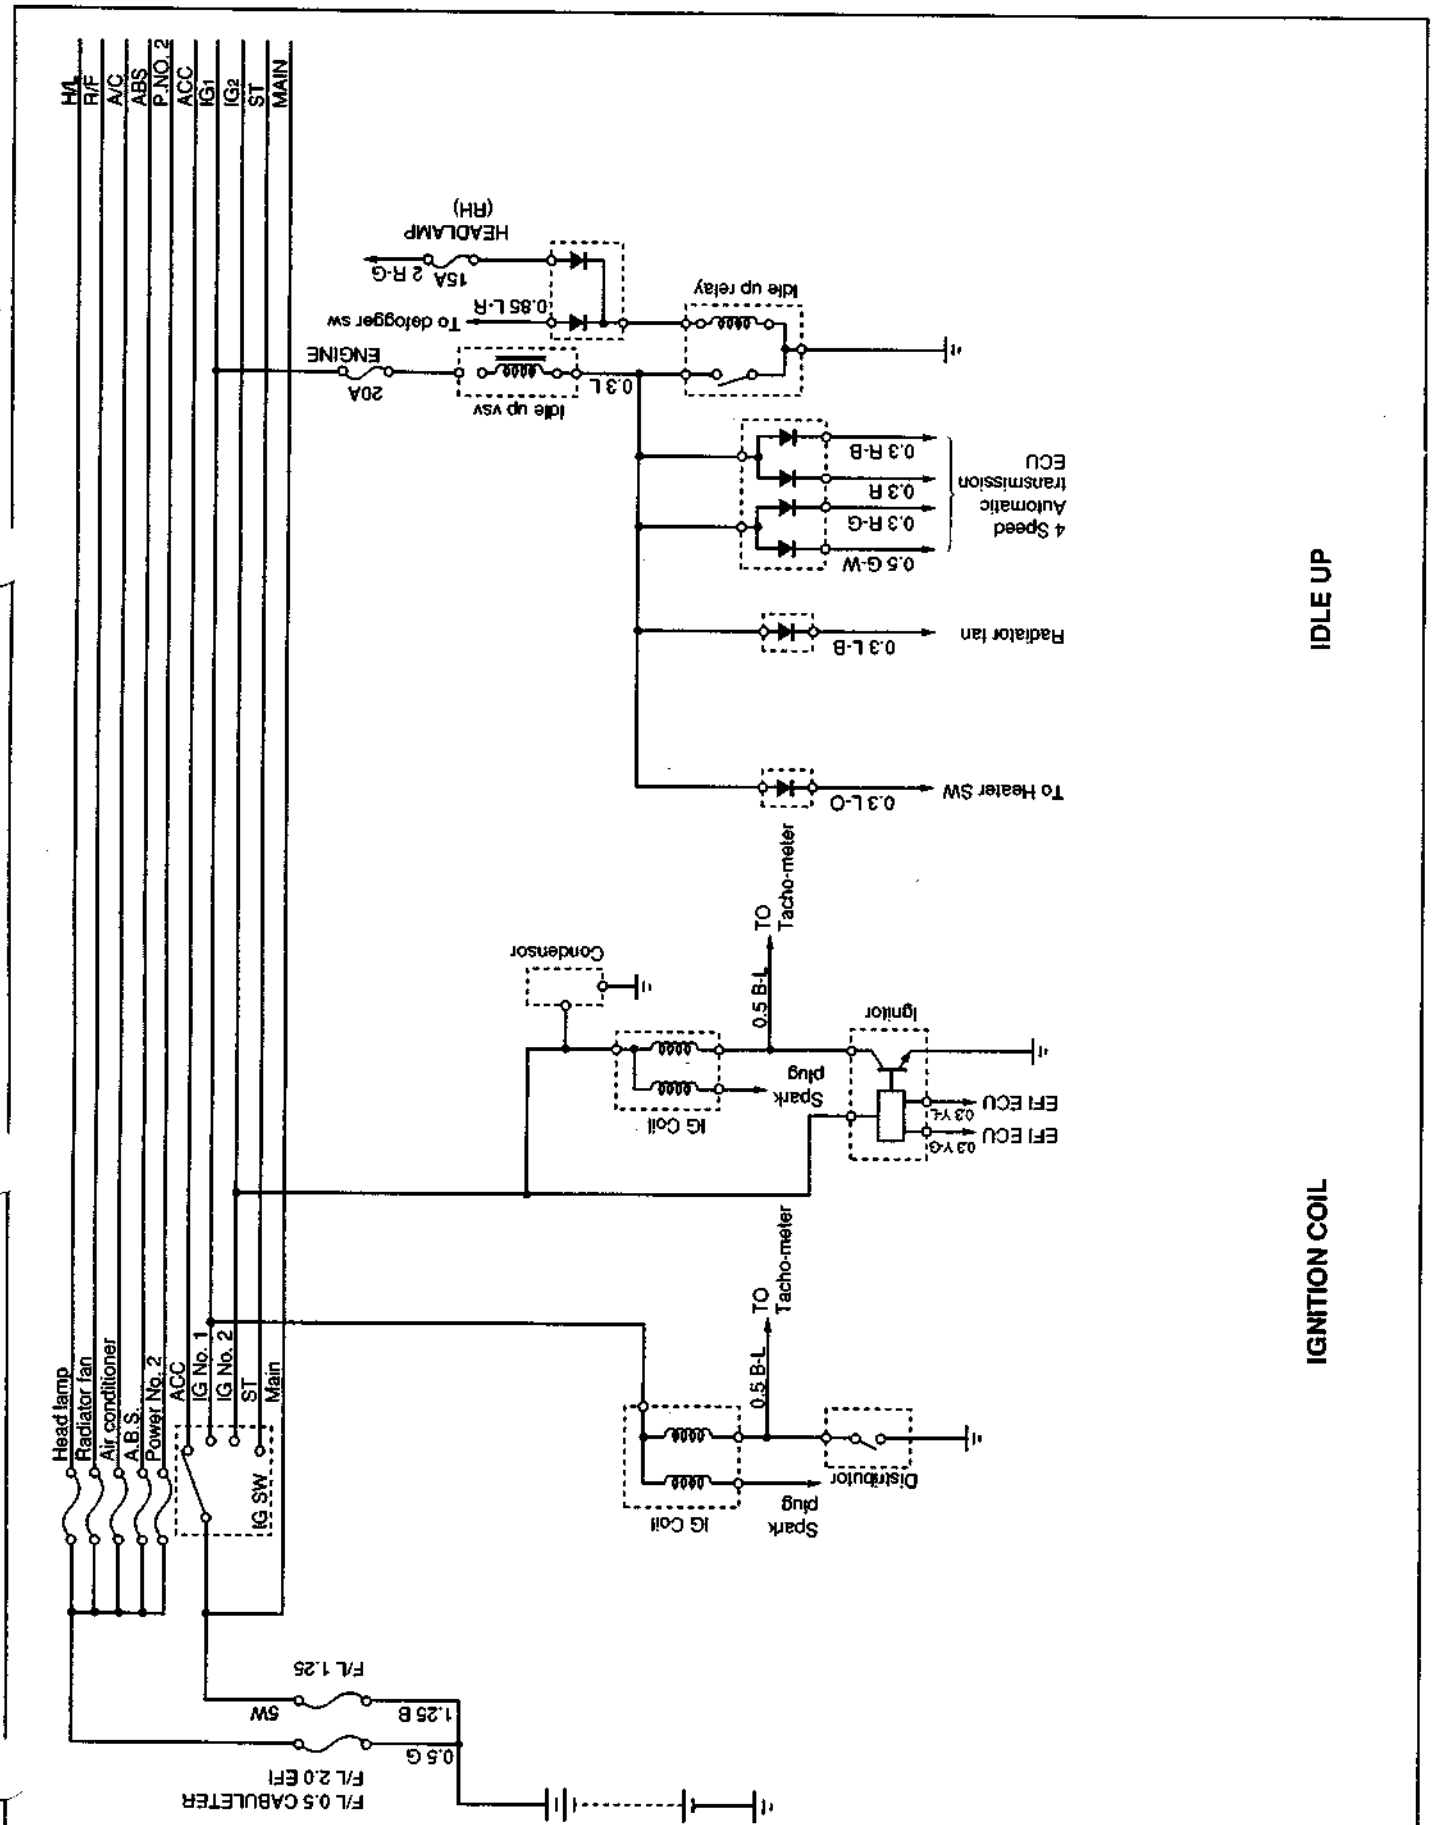 H/L
R/F
A/C
ABS
P.NO. 2
ACC
IG1
IG2
ST
MAIN
HEADLAMP
(RH)
15A 2 R-G
0.85 L-R
To defogger sw
Idle up relay
ENGINE
20A
Idle up vsv
0.3 L
0.3 R-B
0.3 R
0.3 R-G
0.5 G-W
4 Speed
Automatic
transmission
ECU
0.3 L-B
Radiator fan
0.3 L-O
To Heater SW
IDLE UP
TO
Tacho-meter
0.5 B-L
Condensor
IG Coil
Spark
plug
Ignitor
0.3 Y-L
EFI ECU
0.3 Y-G
EFI ECU
TO
Tacho-meter
0.5 B-L
IG Coil
Spark
plug
Distributor
IGNITION COIL
Head lamp
Radiator fan
Air conditioner
A.B.S.
Power No. 2
ACC
IG No. 1
IG No. 2
ST
Main
IG SW
F/L 1.25
5W
1.25 B
0.5 G
F/L 0.5 CABULETER
F/L 2.0 EFI